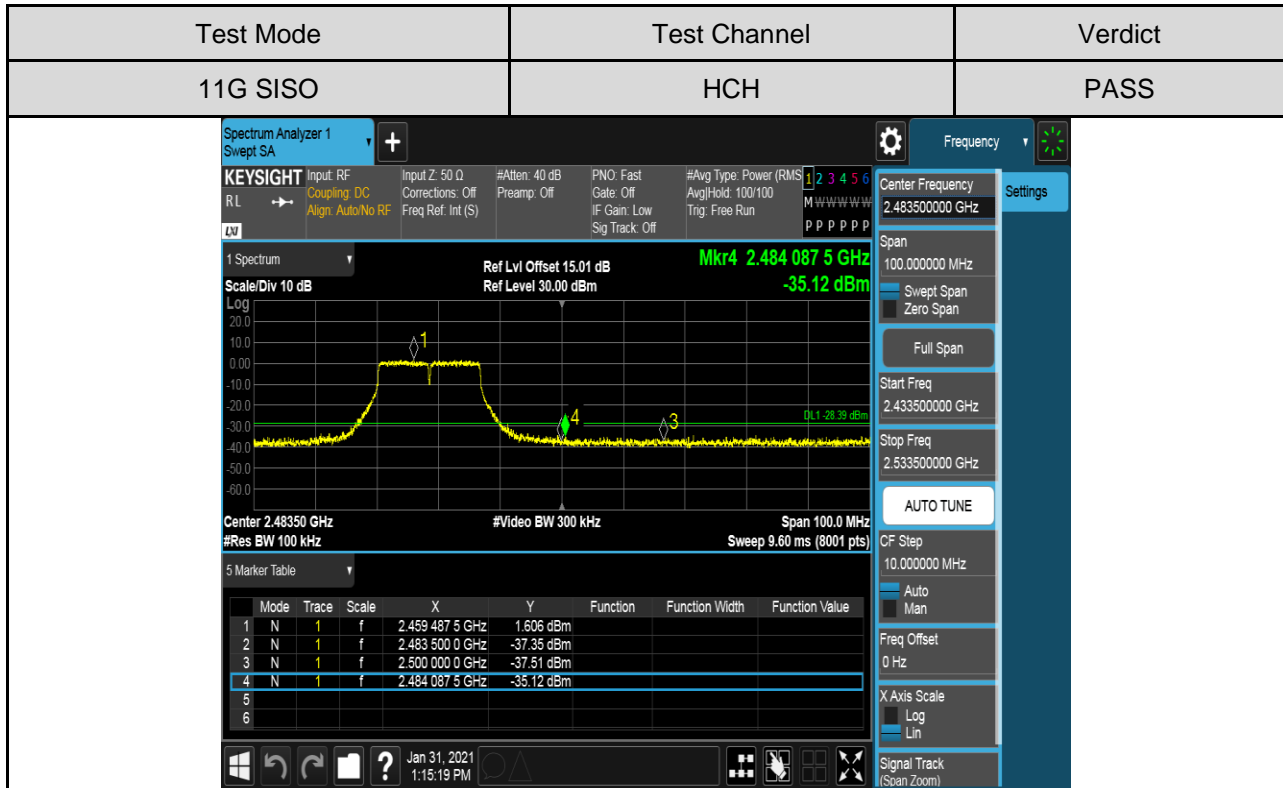 Test Mode Test Channel Verdict
11G SISO HCH PASS
Spectrum Analyzer 1
Swept SA
+
Frequency
KEYSIGHT
RL
LXI
Input: RF
Coupling: DC
Align: Auto/No RF
Input Z: 50 Ω
Corrections: Off
Freq Ref: Int (S)
#Atten: 40 dB
Preamp: Off
PNO: Fast
Gate: Off
IF Gain: Low
Sig Track: Off
#Avg Type: Power (RMS
Avg|Hold: 100/100
Trig: Free Run
1 2 3 4 5 6
M W W W W W
P P P P P P
1 Spectrum
Scale/Div 10 dB
Ref Lvl Offset 15.01 dB
Ref Level 30.00 dBm
Mkr4 2.484 087 5 GHz
-35.12 dBm
Log
20.0
10.0
0.00
-10.0
-20.0
-30.0
-40.0
-50.0
-60.0
1
4
3
DL1 -28.39 dBm
Center 2.48350 GHz
#Res BW 100 kHz
#Video BW 300 kHz
Span 100.0 MHz
Sweep 9.60 ms (8001 pts)
5 Marker Table
Mode Trace Scale X Y Function Function Width Function Value
1 N 1 f 2.459 487 5 GHz 1.606 dBm
2 N 1 f 2.483 500 0 GHz -37.35 dBm
3 N 1 f 2.500 000 0 GHz -37.51 dBm
4 N 1 f 2.484 087 5 GHz -35.12 dBm
5
6
?
Jan 31, 2021
1:15:19 PM
Center Frequency
2.483500000 GHz
Settings
Span
100.000000 MHz
Swept Span
Zero Span
Full Span
Start Freq
2.433500000 GHz
Stop Freq
2.533500000 GHz
AUTO TUNE
CF Step
10.000000 MHz
Auto
Man
Freq Offset
0 Hz
X Axis Scale
Log
Lin
Signal Track
(Span Zoom)